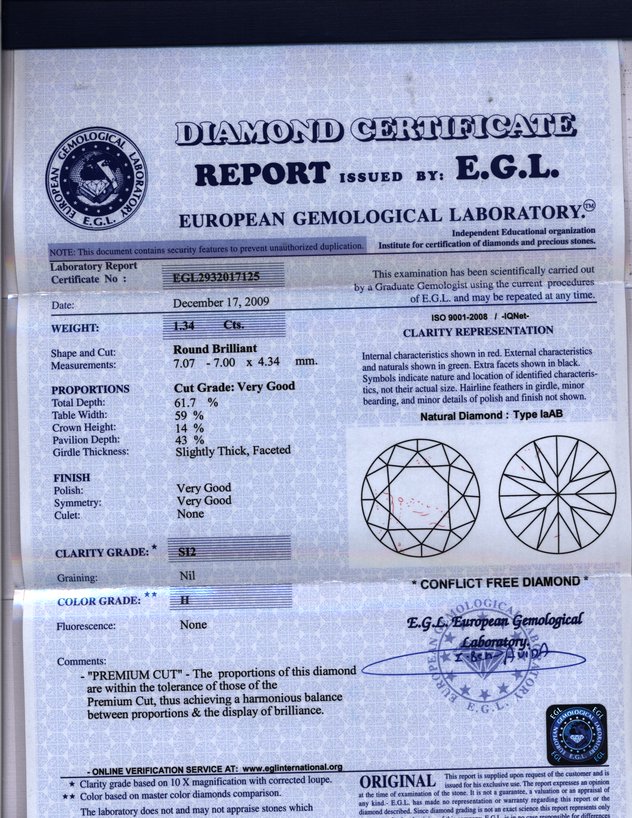 DIAMOND CERTIFICATE
REPORT ISSUED BY: E.G.L.
EUROPEAN GEMOLOGICAL LABORATORY.™
EUROPEAN GEMOLOGICAL LABORATORY
E.G.L.
Independent Educational organization
Institute for certification of diamonds and precious stones.
NOTE: This document contains security features to prevent unauthorized duplication.
Laboratory Report
Certificate No : EGL2932017125
Date: December 17, 2009
WEIGHT: 1.34 Cts.
Shape and Cut: Round Brilliant
Measurements: 7.07 - 7.00 x 4.34 mm.
PROPORTIONS Cut Grade: Very Good
Total Depth: 61.7 %
Table Width: 59 %
Crown Height: 14 %
Pavilion Depth: 43 %
Girdle Thickness: Slightly Thick, Faceted
FINISH
Polish: Very Good
Symmetry: Very Good
Culet: None
CLARITY GRADE: * SI2
Graining: Nil
COLOR GRADE: ** H
Fluorescence: None
Comments:
- "PREMIUM CUT" - The proportions of this diamond
are within the tolerance of those of the
Premium Cut, thus achieving a harmonious balance
between proportions & the display of brilliance.
- ONLINE VERIFICATION SERVICE AT: www.eglinternational.org
★ Clarity grade based on 10 X magnification with corrected loupe.
★★ Color based on master color diamonds comparison.
The laboratory does not and may not appraise stones which
This examination has been scientifically carried out
by a Graduate Gemologist using the current procedures
of E.G.L. and may be repeated at any time.
ISO 9001-2008 / -IQNet-
CLARITY REPRESENTATION
Internal characteristics shown in red. External characteristics
and naturals shown in green. Extra facets shown in black.
Symbols indicate nature and location of identified characteris-
tics, not their actual size. Hairline feathers in girdle, minor
bearding, and minor details of polish and finish not shown.
Natural Diamond : Type IaAB
* CONFLICT FREE DIAMOND *
E.G.L. European Gemological
Laboratory.
EUROPEAN GEMOLOGICAL
E.G.L.
EGL EGL
E.G.L.
EGL EGL
ORIGINAL This report is supplied upon request of the customer and is
issued for his exclusive use. The report expresses an opinion
at the time of examination of the stone. It is not a guarantee, a valuation or an appraisal of
any kind.- E.G.L. has made no representation or warranty regarding this report or the
diamond described. Since diamond grading is not an exact science this report represents only